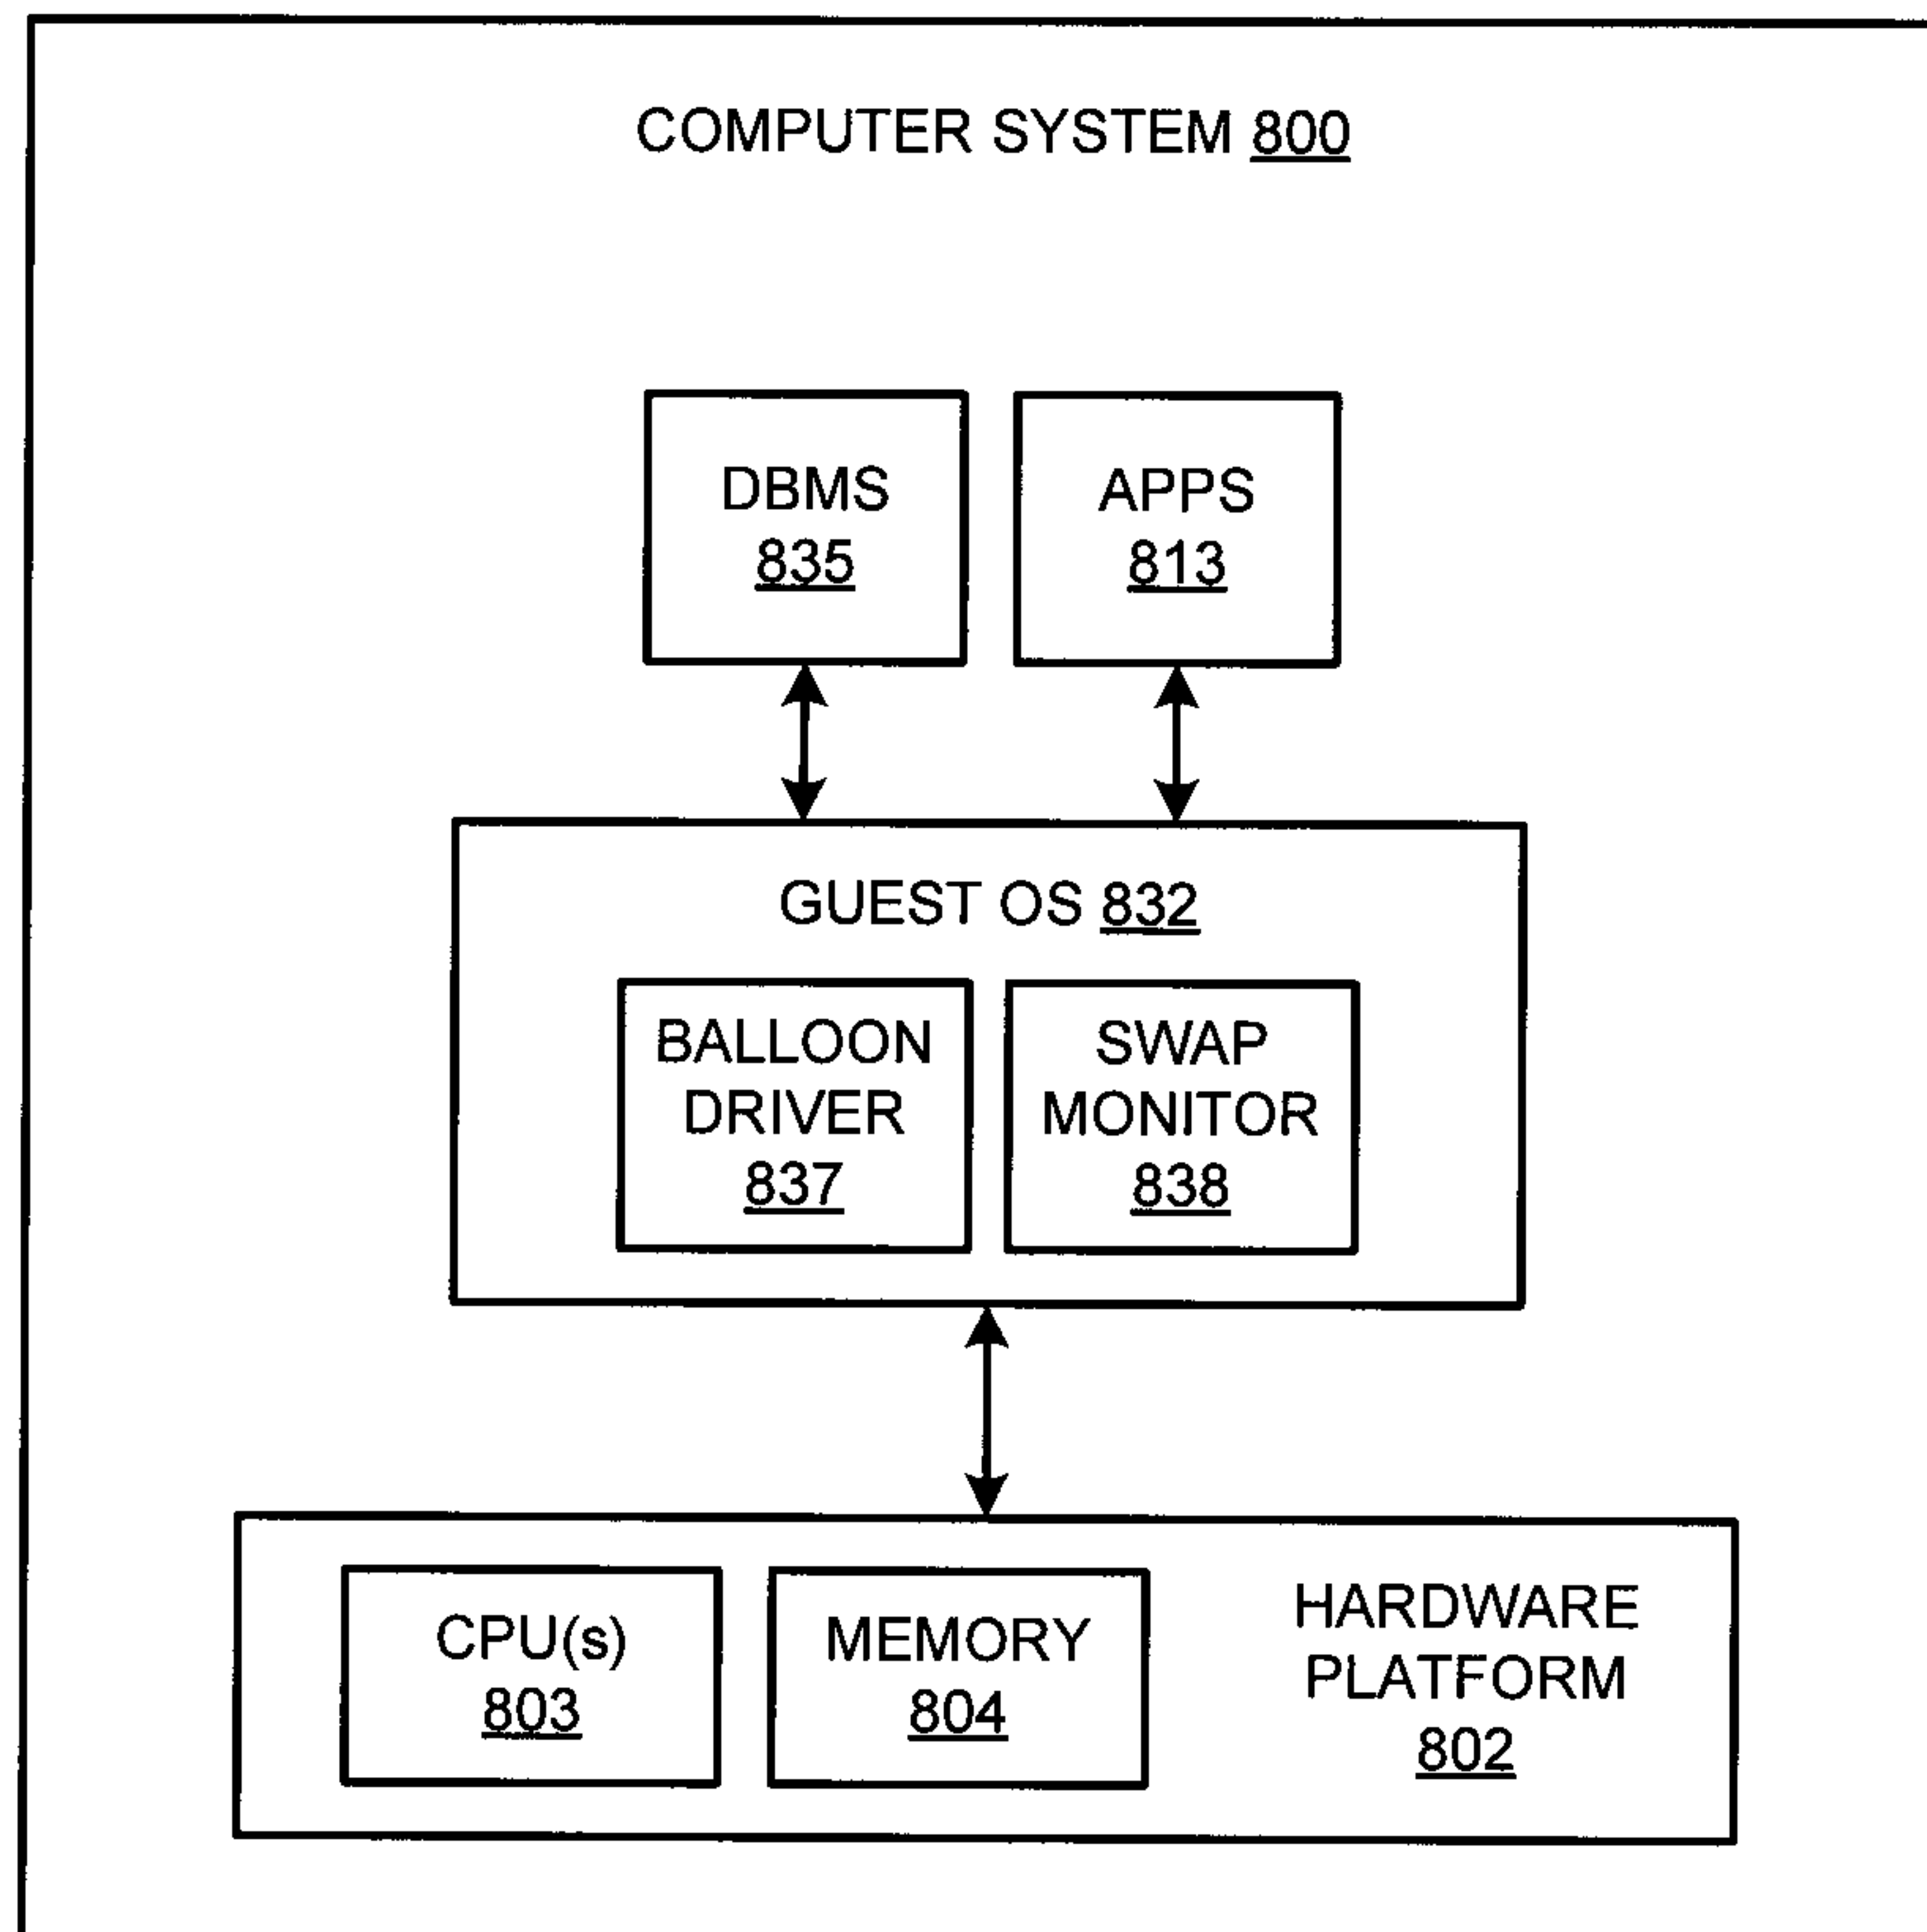 COMPUTER SYSTEM 800
DBMS
835
APPS
813
GUEST OS 832
BALLOON
DRIVER
837
SWAP
MONITOR
838
CPU(s)
803
MEMORY
804
HARDWARE
PLATFORM
802